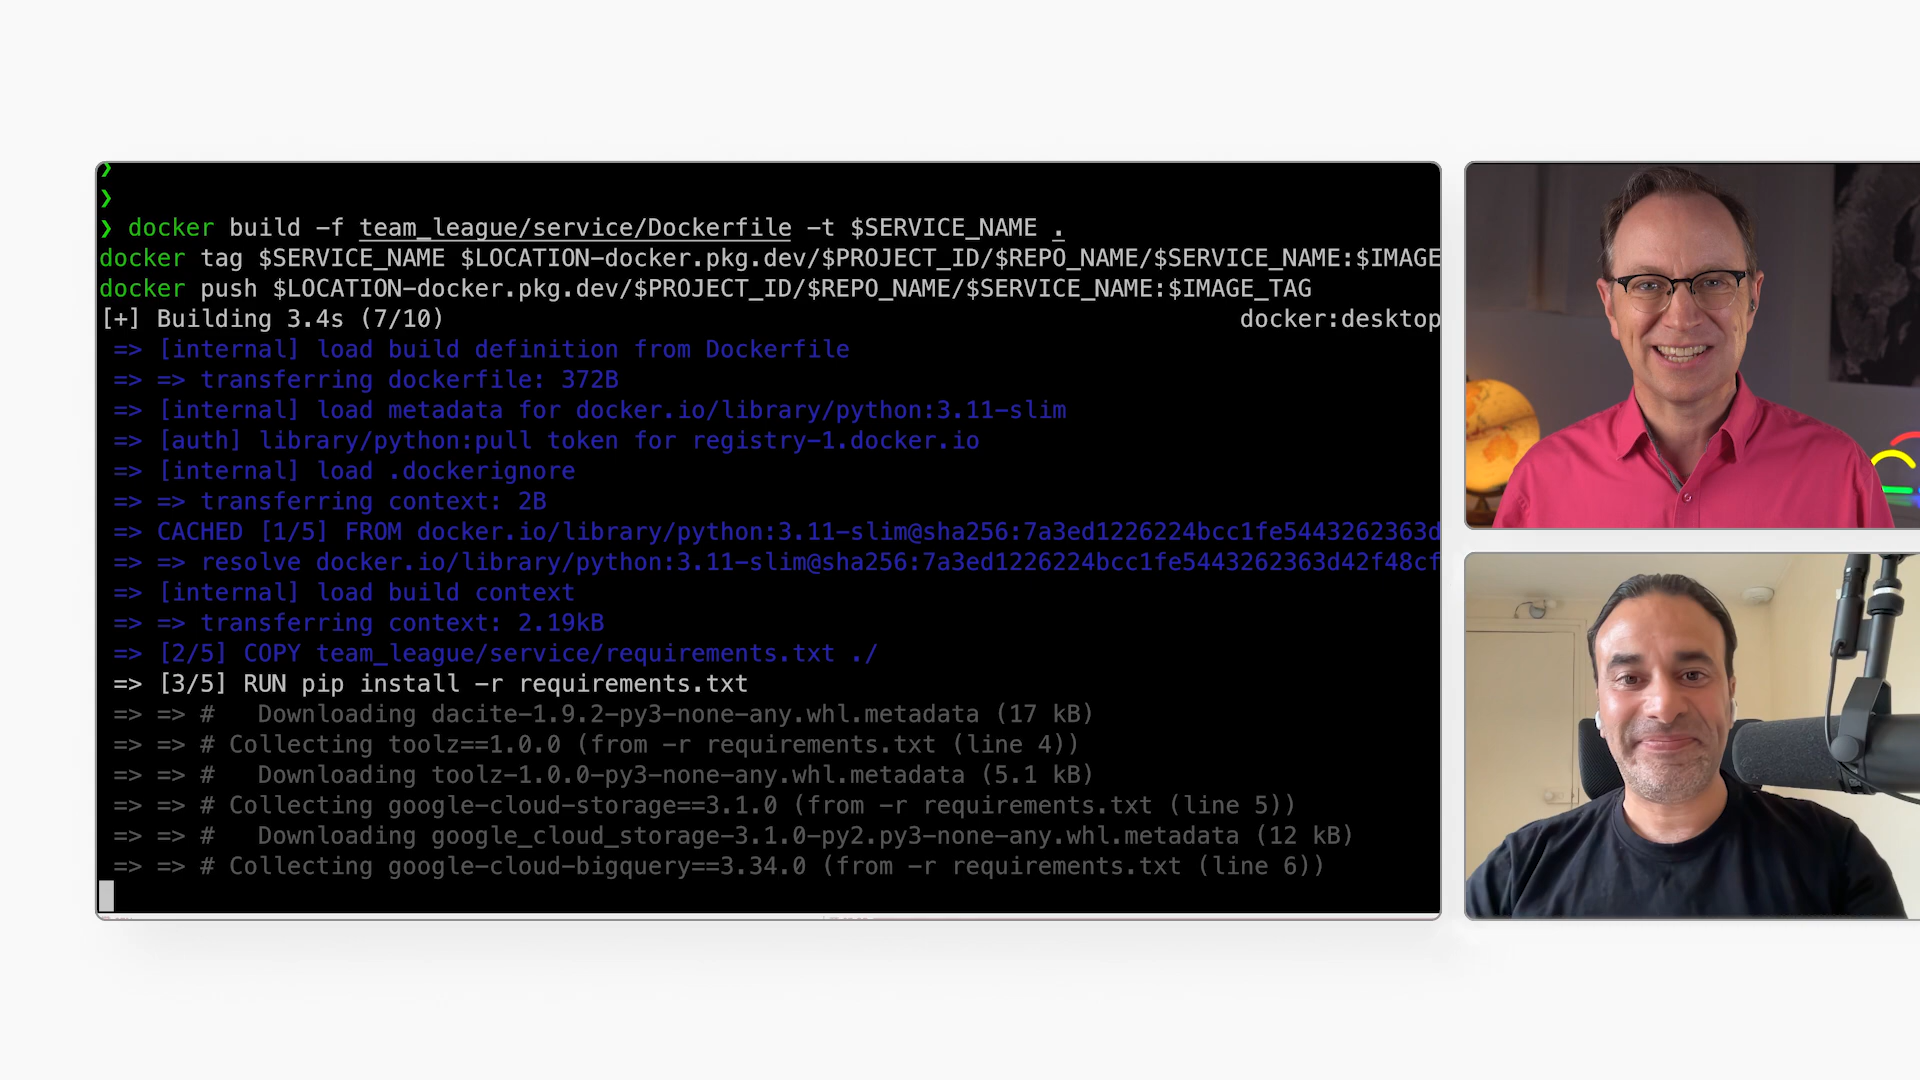 ❯
❯
❯ docker build -f team_league/service/Dockerfile -t $SERVICE_NAME .
docker tag $SERVICE_NAME $LOCATION-docker.pkg.dev/$PROJECT_ID/$REPO_NAME/$SERVICE_NAME:$IMAGE
docker push $LOCATION-docker.pkg.dev/$PROJECT_ID/$REPO_NAME/$SERVICE_NAME:$IMAGE_TAG
[+] Building 3.4s (7/10) docker:desktop
=> [internal] load build definition from Dockerfile
=> => transferring dockerfile: 372B
=> [internal] load metadata for docker.io/library/python:3.11-slim
=> [auth] library/python:pull token for registry-1.docker.io
=> [internal] load .dockerignore
=> => transferring context: 2B
=> CACHED [1/5] FROM docker.io/library/python:3.11-slim@sha256:7a3ed1226224bcc1fe5443262363d
=> => resolve docker.io/library/python:3.11-slim@sha256:7a3ed1226224bcc1fe5443262363d42f48cf
=> [internal] load build context
=> => transferring context: 2.19kB
=> [2/5] COPY team_league/service/requirements.txt ./
=> [3/5] RUN pip install -r requirements.txt
=> => # Downloading dacite-1.9.2-py3-none-any.whl.metadata (17 kB)
=> => # Collecting toolz==1.0.0 (from -r requirements.txt (line 4))
=> => # Downloading toolz-1.0.0-py3-none-any.whl.metadata (5.1 kB)
=> => # Collecting google-cloud-storage==3.1.0 (from -r requirements.txt (line 5))
=> => # Downloading google_cloud_storage-3.1.0-py2.py3-none-any.whl.metadata (12 kB)
=> => # Collecting google-cloud-bigquery==3.34.0 (from -r requirements.txt (line 6))